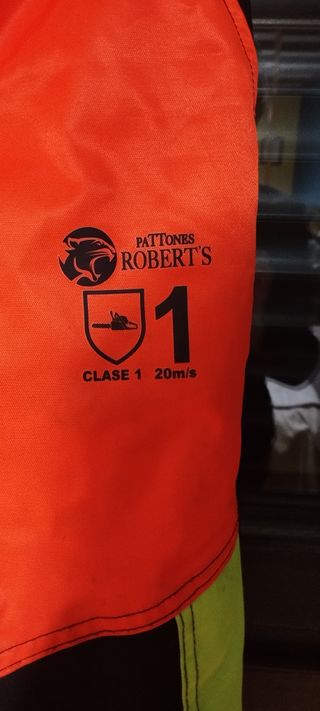 PATTONES
ROBERT'S
1
CLASE 1 20m/s